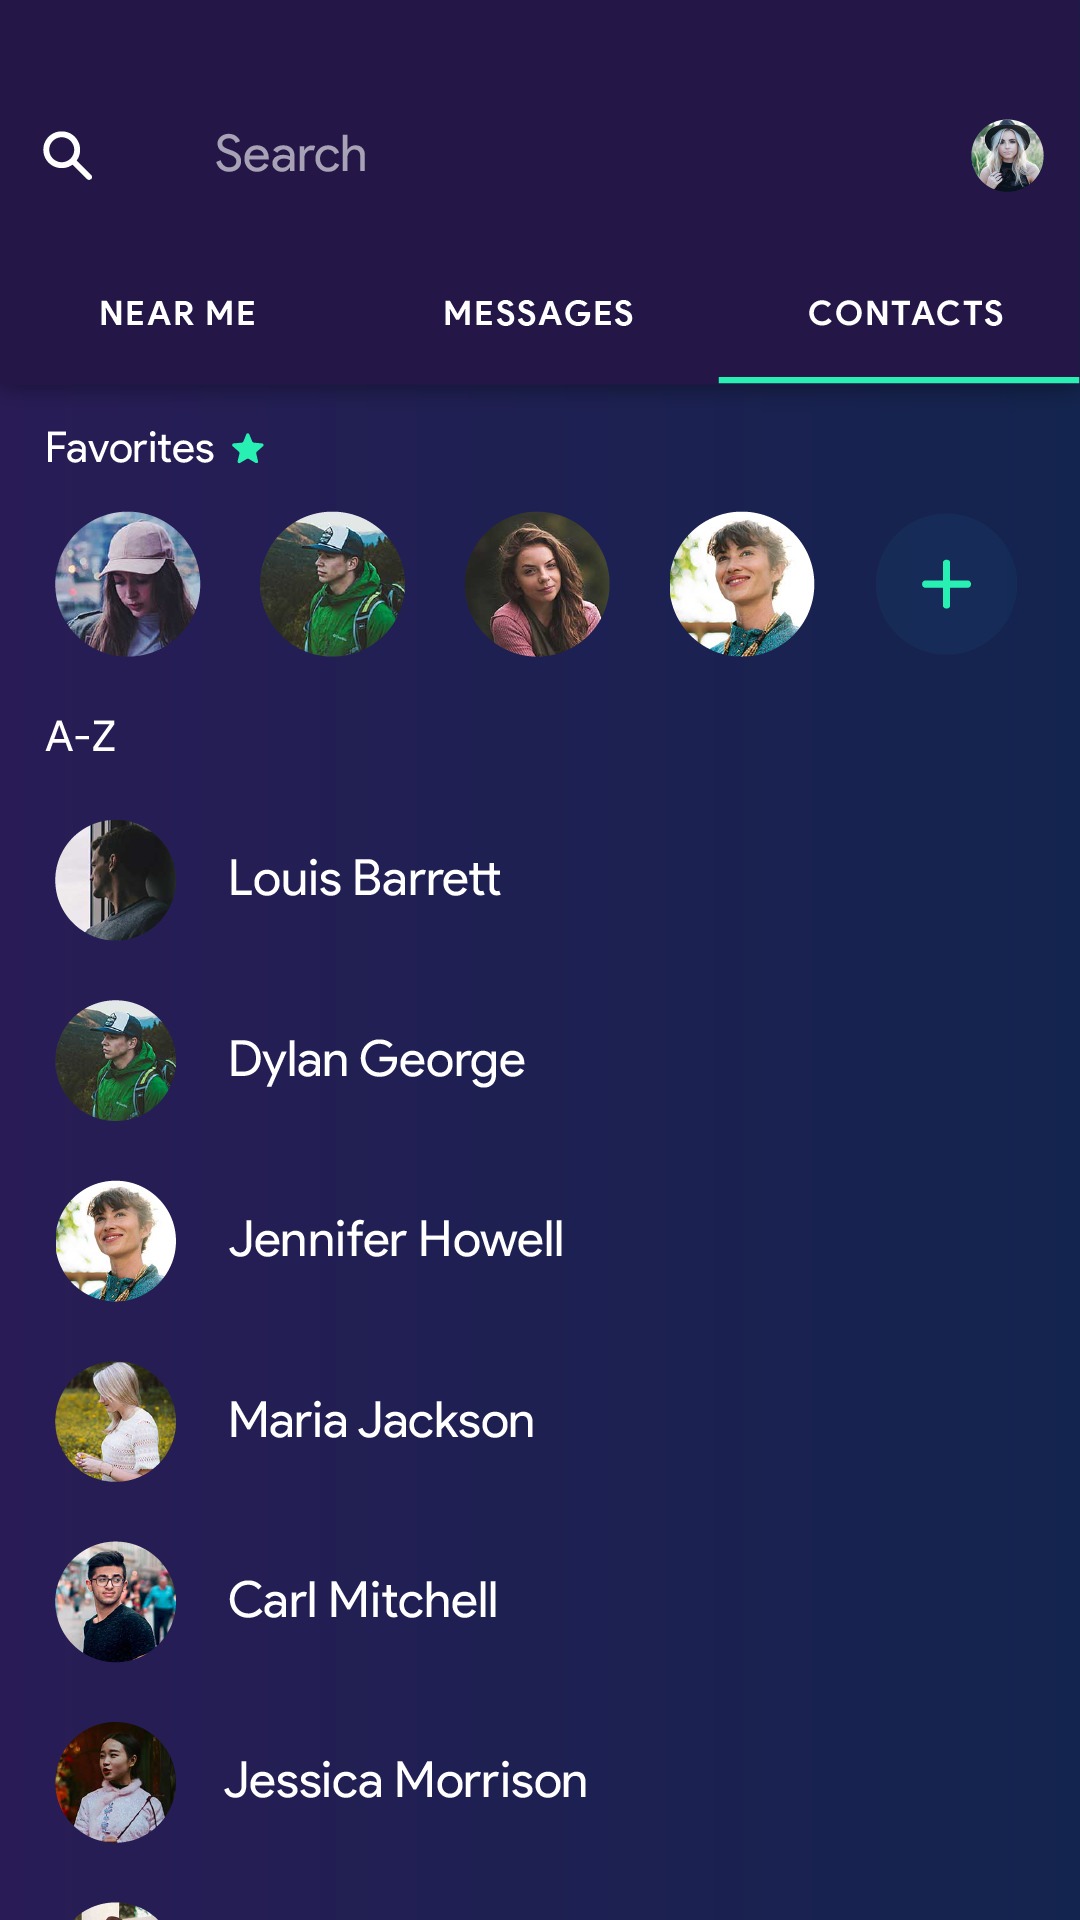 Search
NEAR ME
MESSAGES
CONTACTS
Favorites
A-Z
Louis Barrett
Dylan George
Jennifer Howell
Maria Jackson
Carl Mitchell
Jessica Morrison